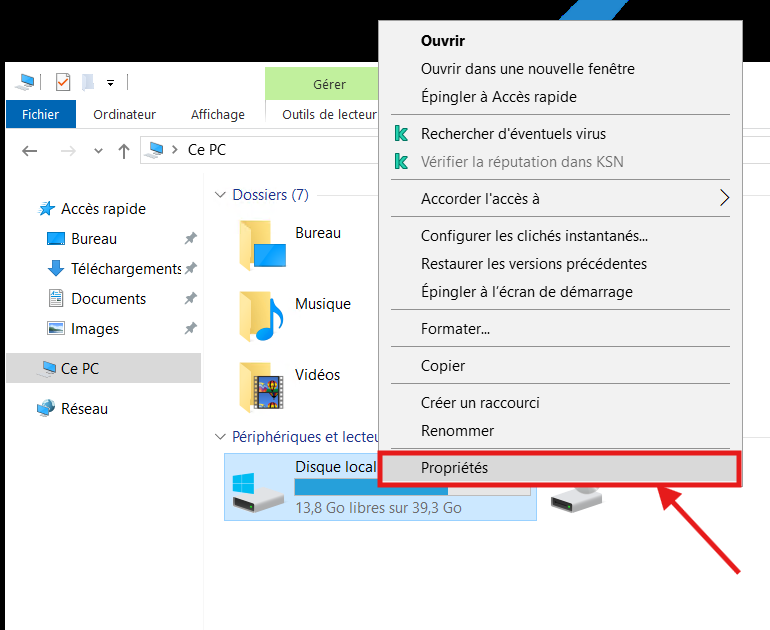 Gérer
Fichier
Ordinateur
Affichage
Outils de lecteur
Ce PC
Accès rapide
Bureau
Téléchargements
Documents
Images
Ce PC
Réseau
Dossiers (7)
Bureau
Musique
Vidéos
Périphériques et lecteu
Disque local
13,8 Go libres sur 39,3 Go
Ouvrir
Ouvrir dans une nouvelle fenêtre
Épingler à Accès rapide
Rechercher d'éventuels virus
Vérifier la réputation dans KSN
Accorder l'accès à
Configurer les clichés instantanés...
Restaurer les versions précédentes
Épingler à l’écran de démarrage
Formater...
Copier
Créer un raccourci
Renommer
Propriétés